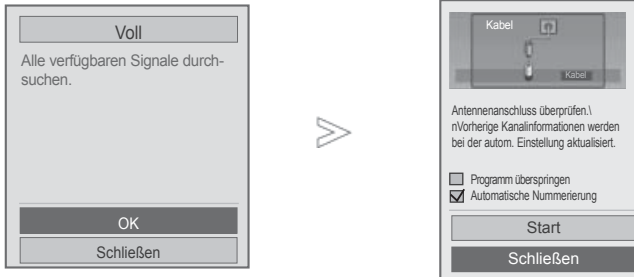 Voll
Alle verfügbaren Signale durch-
suchen.
OK
Schließen
Kabel
Kabel
Antennenanschluss überprüfen.\
nVorherige Kanalinformationen werden
bei der autom. Einstellung aktualisiert.
Programm überspringen
Automatische Nummerierung
Start
Schließen